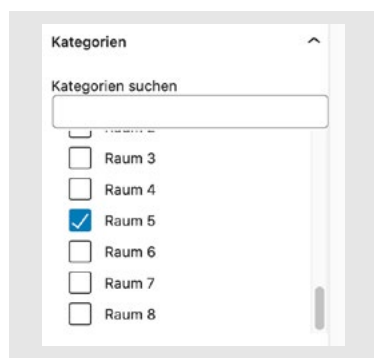 Kategorien
Kategorien suchen
Raum 3
Raum 4
Raum 5
Raum 6
Raum 7
Raum 8